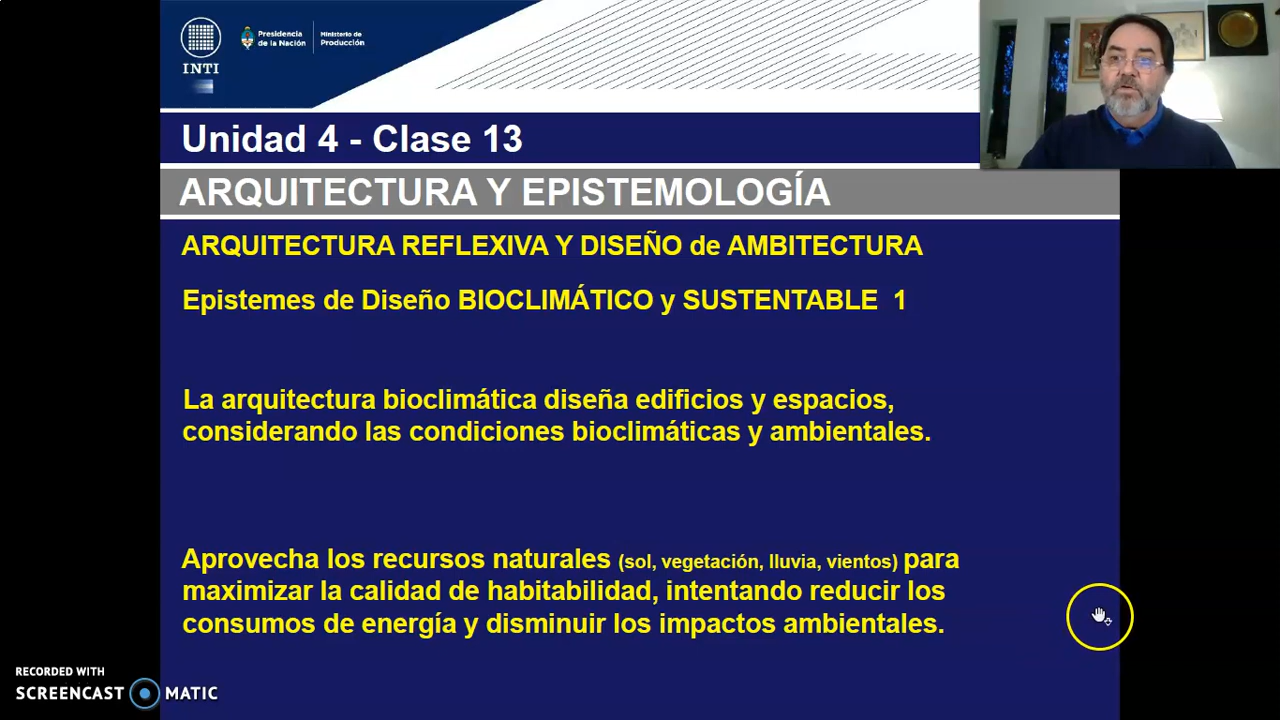 INTI
Presidencia
de la Nación
Ministerio de
Producción
Unidad 4 - Clase 13
ARQUITECTURA Y EPISTEMOLOGÍA
ARQUITECTURA REFLEXIVA Y DISEÑO de AMBITECTURA
Epistemes de Diseño BIOCLIMÁTICO y SUSTENTABLE 1
La arquitectura bioclimática diseña edificios y espacios,
considerando las condiciones bioclimáticas y ambientales.
Aprovecha los recursos naturales (sol, vegetación, lluvia, vientos) para
maximizar la calidad de habitabilidad, intentando reducir los
consumos de energía y disminuir los impactos ambientales.
RECORDED WITH
SCREENCAST MATIC